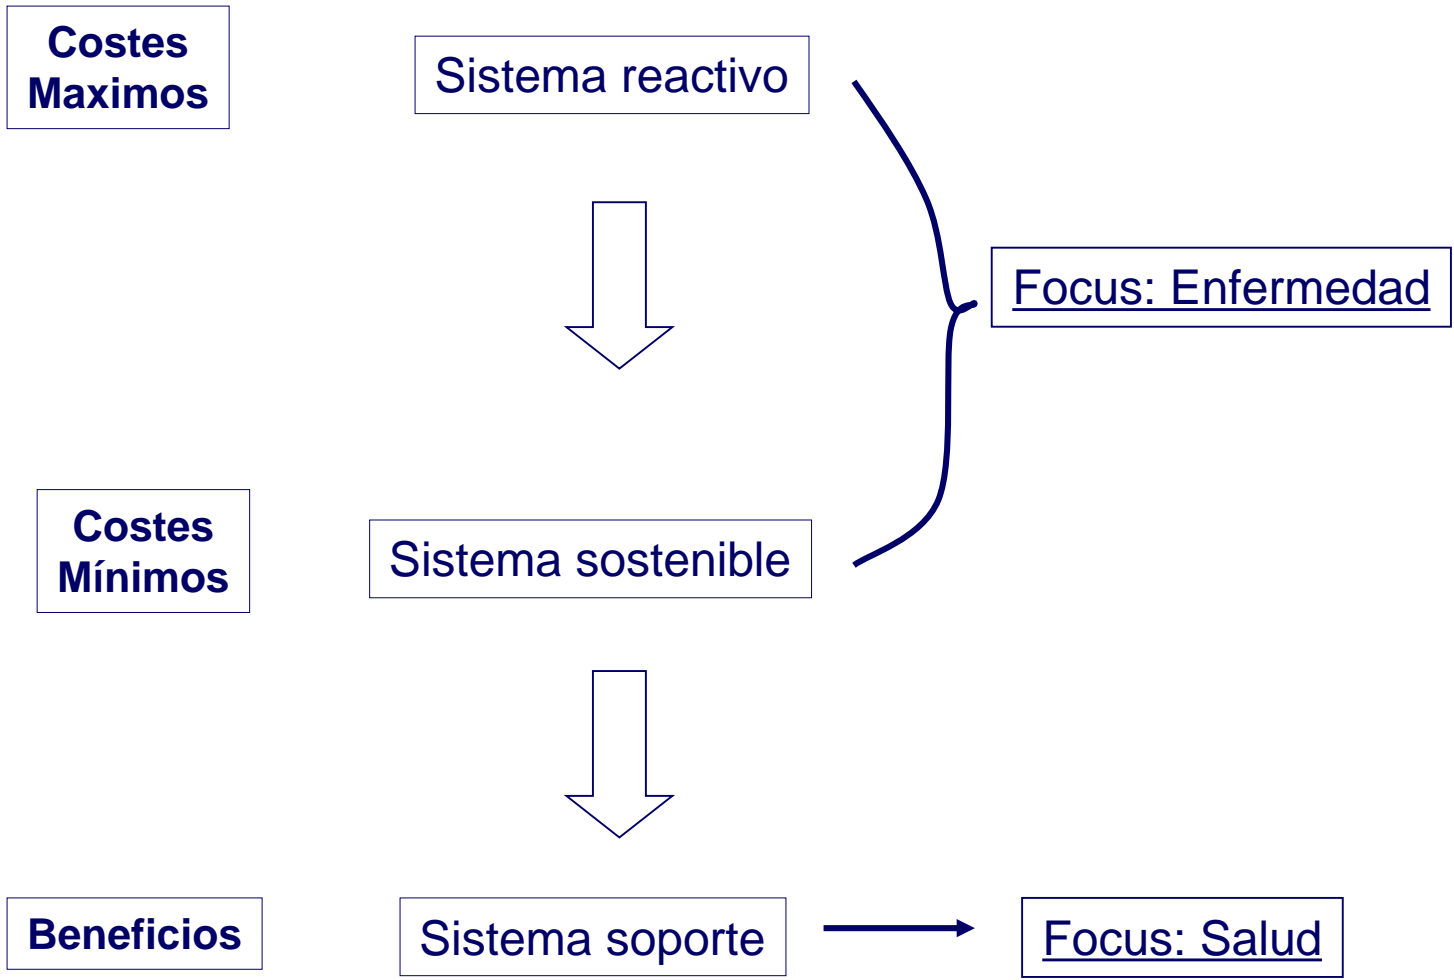 Costes
Maximos
Sistema reactivo
Focus: Enfermedad
Costes
Mínimos
Sistema sostenible
Beneficios
Sistema soporte
Focus: Salud